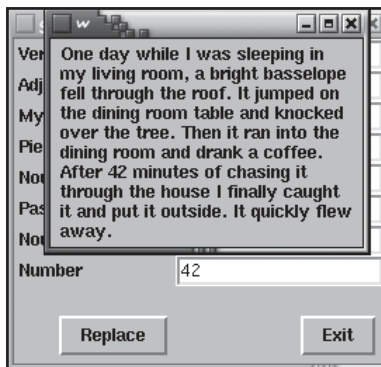 w
One day while I was sleeping in
my living room, a bright basselope
fell through the roof. It jumped on
the dining room table and knocked
over the tree. Then it ran into the
dining room and drank a coffee.
After 42 minutes of chasing it
through the house I finally caught
it and put it outside. It quickly flew
away.
Number 42
Replace Exit